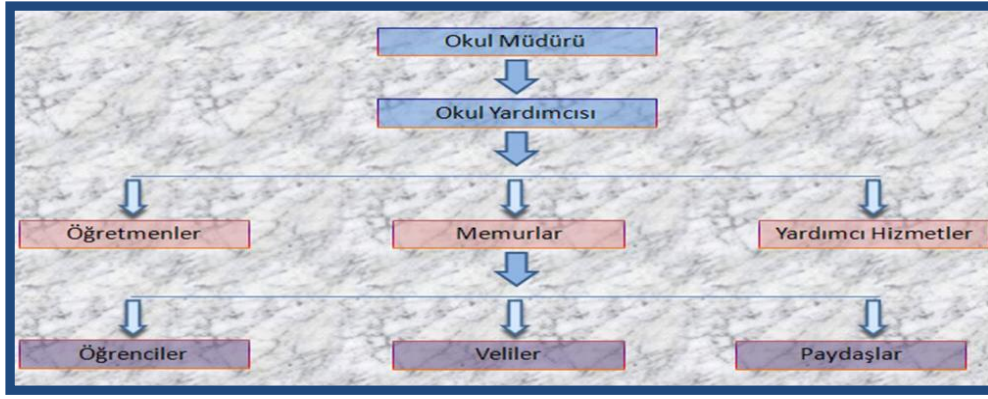 Okul Müdürü
Okul Yardımcısı
Öğretmenler
Memurlar
Yardımcı Hizmetler
Öğrenciler
Veliler
Paydaşlar